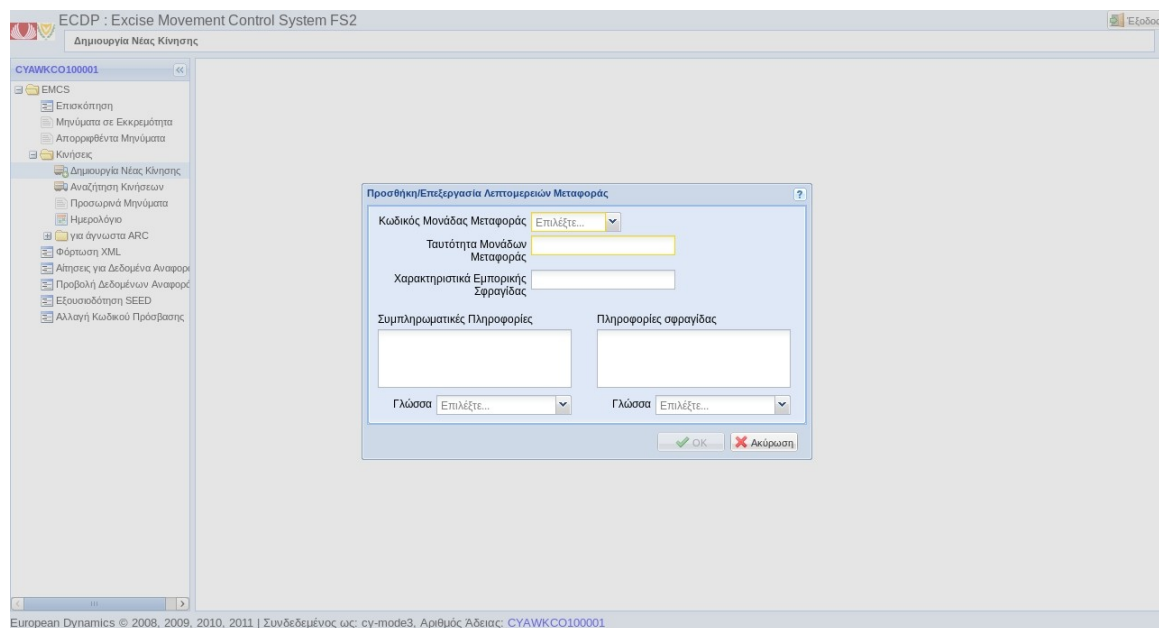 ECDP : Excise Movement Control System FS2
Έξοδος
Δημιουργία Νέας Κίνησης
CYAWKCO100001
EMCS
Επισκόπηση
Μηνύματα σε Εκκρεμότητα
Απορριφθέντα Μηνύματα
Κινήσεις
Δημιουργία Νέας Κίνησης
Αναζήτηση Κινήσεων
Προσωρινά Μηνύματα
Ημερολόγιο
για άγνωστα ARC
Φόρτωση XML
Αίτησεις για Δεδομένα Αναφορ
Προβολή Δεδομένων Αναφορ
Εξουσιοδότηση SEED
Αλλαγή Κωδικού Πρόσβασης
Προσθήκη/Επεξεργασία Λεπτομερειών Μεταφοράς
Κωδικός Μονάδας Μεταφοράς Επιλέξτε...
Ταυτότητα Μονάδων
Μεταφοράς
Χαρακτηριστικά Εμπορικής
Σφραγίδας
Συμπληρωματικές Πληροφορίες Πληροφορίες σφραγίδας
Γλώσσα Επιλέξτε... Γλώσσα Επιλέξτε...
OK Ακύρωση
European Dynamics © 2008, 2009, 2010, 2011 | Συνδεδεμένος ως: cy-mode3, Αριθμός Άδειας: CYAWKCO100001